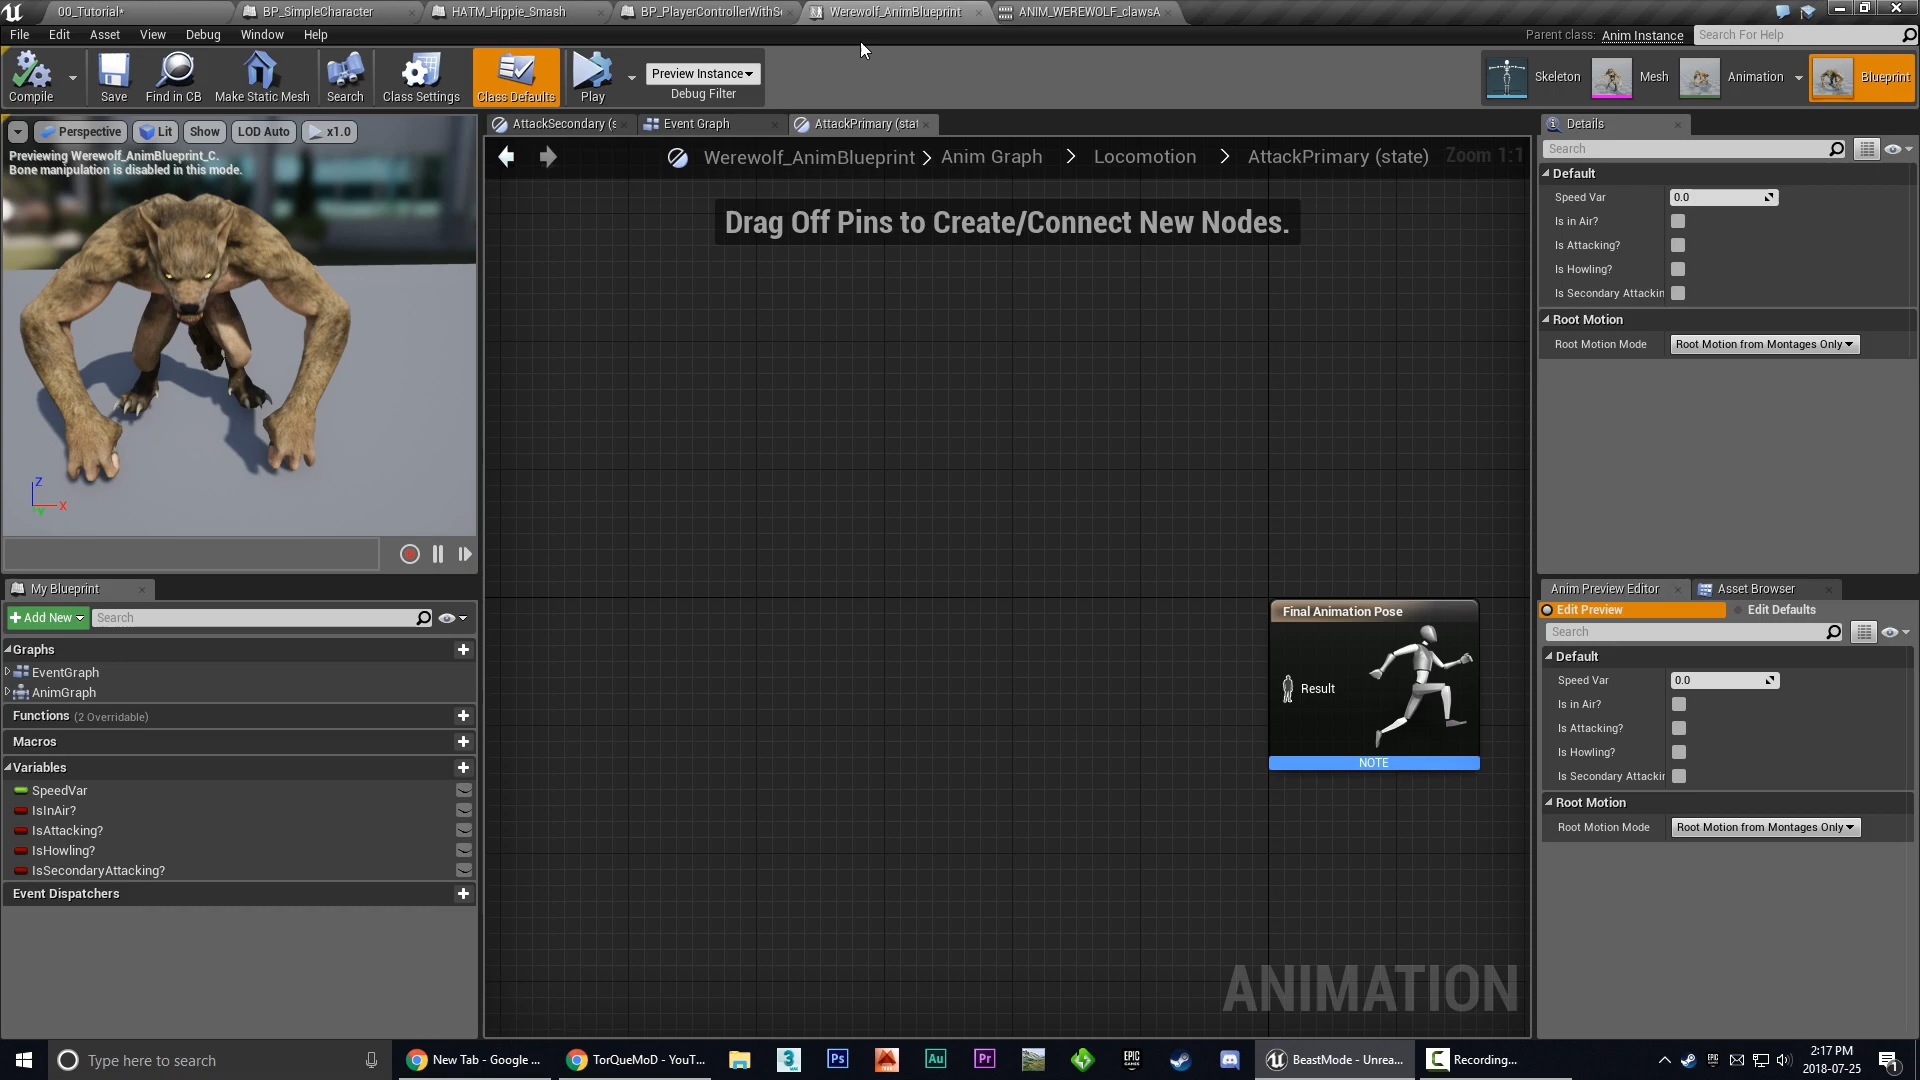 00_Tutorial*
BP_SimpleCharacter
HATM_Hippie_Smash
BP_PlayerControllerWithSe
Werewolf_AnimBlueprint
ANIM_WEREWOLF_clawsA
File
Edit
Asset
View
Debug
Window
Help
Parent class:
Anim Instance
Search For Help
Compile
Save
Find in CB
Make Static Mesh
Search
Class Settings
Class Defaults
Play
Preview Instance
Debug Filter
Skeleton
Mesh
Animation
Blueprint
Perspective
Lit
Show
LOD Auto
x1.0
Previewing Werewolf_AnimBlueprint_C.
Bone manipulation is disabled in this mode.
Z
X
Y
AttackSecondary (s
Event Graph
AttackPrimary (stat
Werewolf_AnimBlueprint > Anim Graph > Locomotion > AttackPrimary (state)
Zoom 1:1
Drag Off Pins to Create/Connect New Nodes.
Final Animation Pose
Result
NOTE
ANIMATION
My Blueprint
Add New
Search
Graphs
EventGraph
AnimGraph
Functions (2 Overridable)
Macros
Variables
SpeedVar
IsInAir?
IsAttacking?
IsHowling?
IsSecondaryAttacking?
Event Dispatchers
Details
Search
Default
Speed Var
0.0
Is in Air?
Is Attacking?
Is Howling?
Is Secondary Attackin
Root Motion
Root Motion Mode
Root Motion from Montages Only
Anim Preview Editor
Asset Browser
Edit Preview
Edit Defaults
Search
Default
Speed Var
0.0
Is in Air?
Is Attacking?
Is Howling?
Is Secondary Attackir
Root Motion
Root Motion Mode
Root Motion from Montages Only
Type here to search
New Tab - Google ...
TorQueMoD - YouT...
3
Ps
Au
Pr
EPIC GAMES
BeastMode - Unrea...
Recording...
2:17 PM
2018-07-25
1